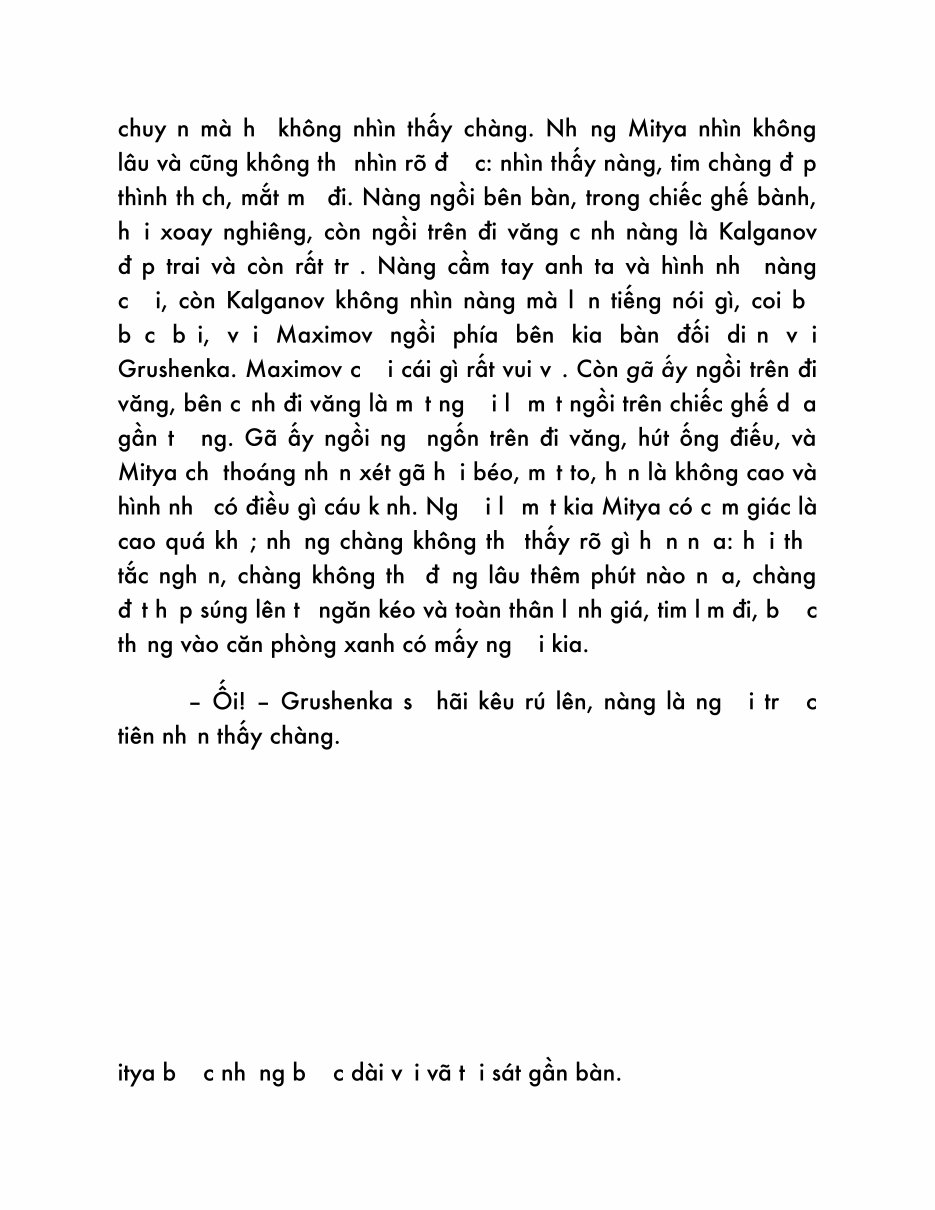 chuy n mà h  không nhìn thấy chàng. Nh ng Mitya nhìn không
lâu và cũng không th  nhìn rõ đ  c: nhìn thấy nàng, tim chàng đ p
thình th ch, mắt m  đi. Nàng ngồi bên bàn, trong chiếc ghế bành,
h i xoay nghiêng, còn ngồi trên đi văng c nh nàng là Kalganov
đ p trai và còn rất tr . Nàng cầm tay anh ta và hình nh  nàng
c  i, còn Kalganov không nhìn nàng mà l n tiếng nói gì, coi b
b c b i, v i Maximov ngồi phía bên kia bàn đối di n v i
Grushenka. Maximov c  i cái gì rất vui v . Còn gã ấy ngồi trên đi
văng, bên c nh đi văng là m t ng  i l  m t ngồi trên chiếc ghế d a
gần t  ng. Gã ấy ngồi ng  ngốn trên đi văng, hút ống điếu, và
Mitya ch  thoáng nh n xét gã h i béo, m t to, h n là không cao và
hình nh  có điều gì cáu k nh. Ng  i l  m t kia Mitya có c m giác là
cao quá kh ; nh ng chàng không th  thấy rõ gì h n n a: h i th
tắc ngh n, chàng không th  đ ng lâu thêm phút nào n a, chàng
đ t h p súng lên t  ngăn kéo và toàn thân l nh giá, tim l m đi, b  c
th ng vào căn phòng xanh có mấy ng  i kia.
– Ối! – Grushenka s  hãi kêu rú lên, nàng là ng  i tr  c
tiên nh n thấy chàng.
itya b  c nh ng b  c dài v i vã t i sát gần bàn.